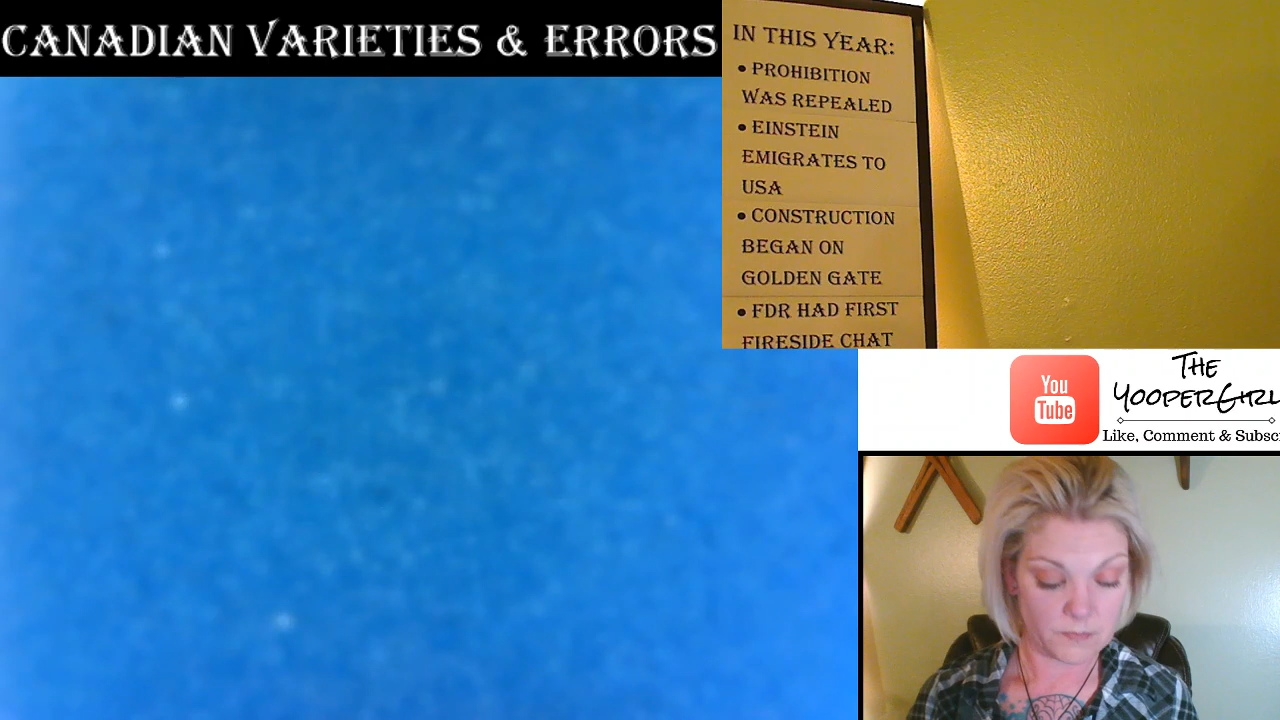 CANADIAN VARIETIES & ERRORS
IN THIS YEAR:
• PROHIBITION
WAS REPEALED
• EINSTEIN
EMIGRATES TO
USA
• CONSTRUCTION
BEGAN ON
GOLDEN GATE
• FDR HAD FIRST
FIRESIDE CHAT
You
Tube
THE
YOOPERGIRL
Like, Comment & Subsc